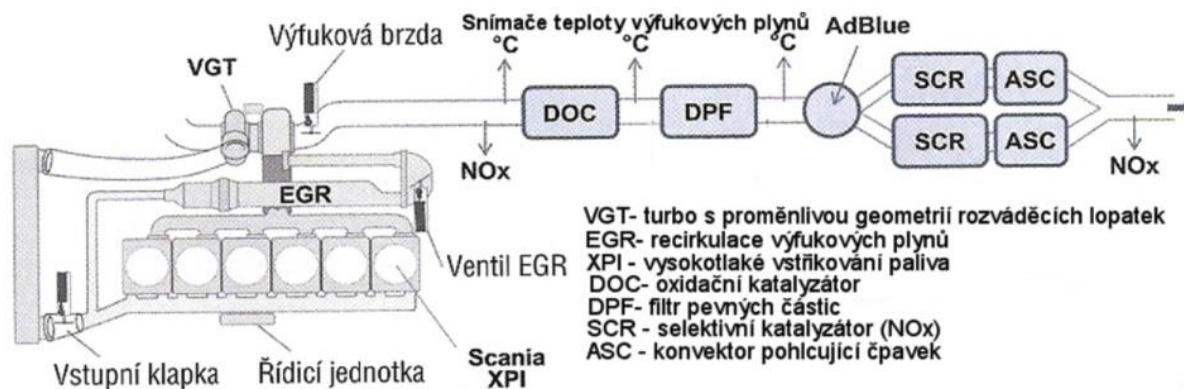 Snímače teploty výfukových plynů
°C °C °C
AdBlue
Výfuková brzda
VGT
DOC
DPF
SCR
ASC
SCR
ASC
NOx
NOx
EGR
Ventil EGR
Vstupní klapka
Řídicí jednotka
Scania
XPI
VGT- turbo s proměnlivou geometrií rozváděcích lopatek
EGR- recirkulace výfukových plynů
XPI - vysokotlaké vstřikování paliva
DOC- oxidační katalyzátor
DPF- filtr pevných částic
SCR - selektivní katalyzátor (NOx)
ASC - konvektor pohlcující čpavek